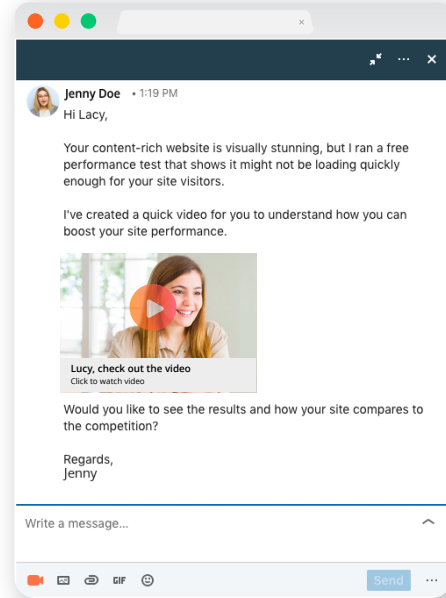 Jenny Doe • 1:19 PM
Hi Lacy,
Your content-rich website is visually stunning, but I ran a free
performance test that shows it might not be loading quickly
enough for your site visitors.
I've created a quick video for you to understand how you can
boost your site performance.
Lucy, check out the video
Click to watch video
Would you like to see the results and how your site compares to
the competition?
Regards,
Jenny
Write a message...
GIF
Send